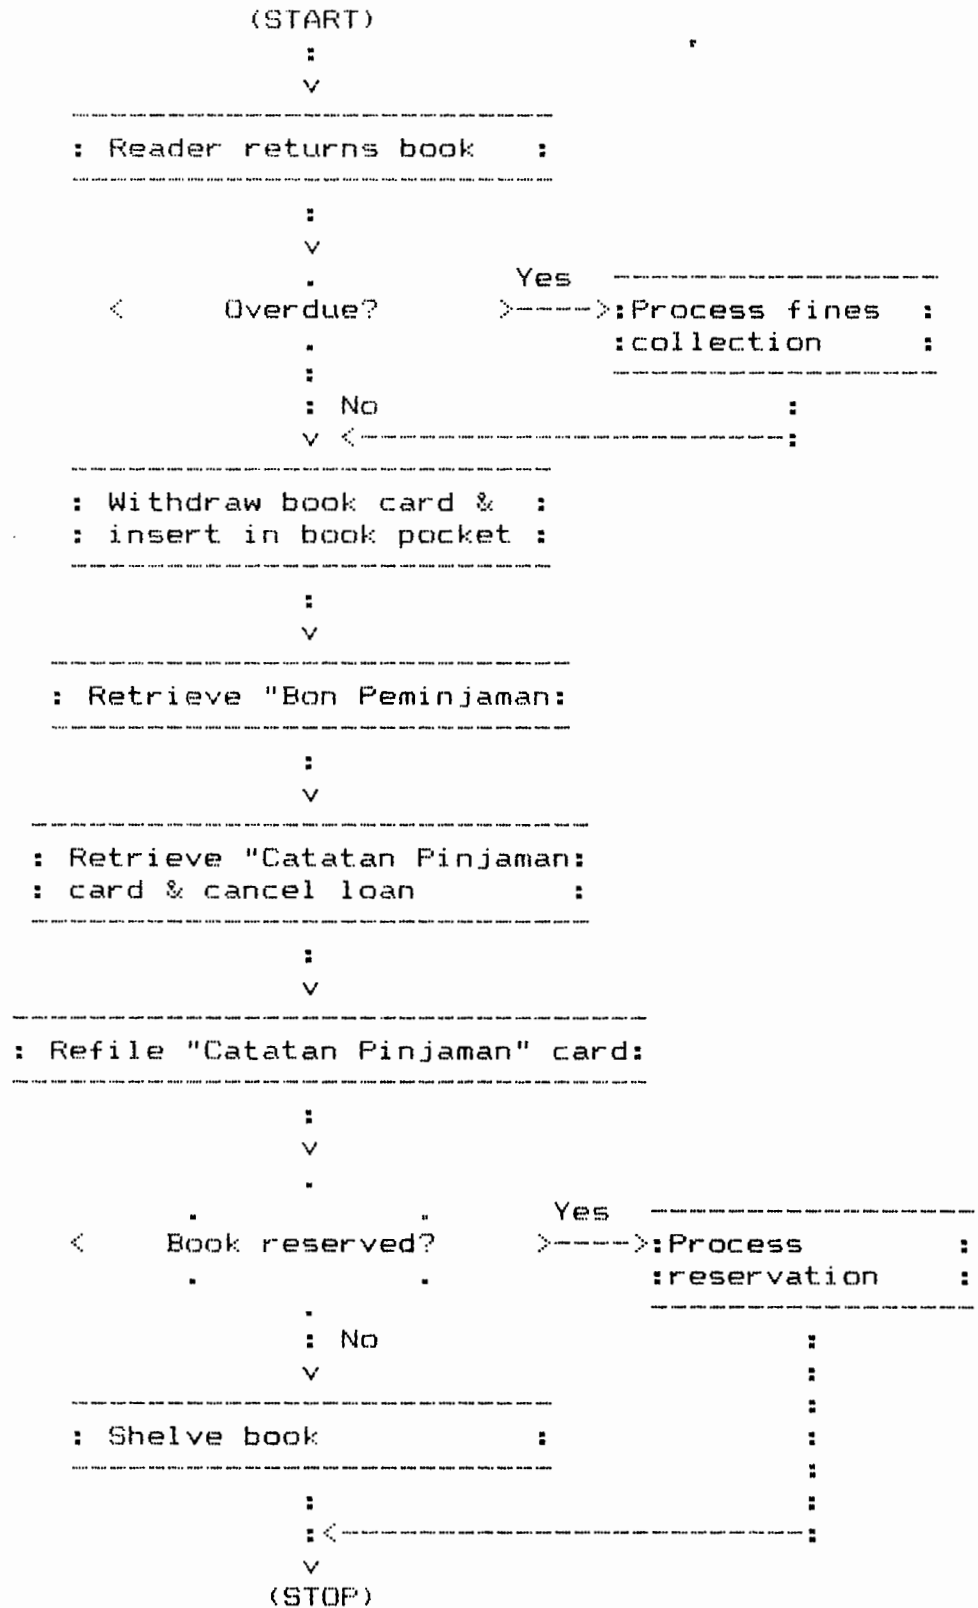 (START)
:
v
: Reader returns book :
:
v
. Yes
< Overdue? >---->:Process fines :
. :collection :
:
: No :
v <----------------------:
: Withdraw book card & :
: insert in book pocket :
:
v
: Retrieve "Bon Peminjaman:
:
v
: Retrieve "Catatan Pinjaman:
: card & cancel loan :
:
v
: Refile "Catatan Pinjaman" card:
:
v
.
. . Yes
< Book reserved? >---->:Process :
. . :reservation :
.
: No :
v :
:
: Shelve book : :
:
: :
:<-----------------------:
v
(STOP)